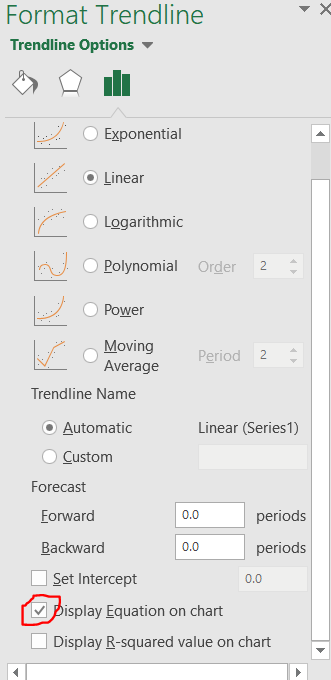 Format Trendline
Trendline Options
Exponential
Linear
Logarithmic
Polynomial Order 2
Power
Moving Average Period 2
Trendline Name
Automatic Linear (Series1)
Custom
Forecast
Forward 0.0 periods
Backward 0.0 periods
Set Intercept 0.0
Display Equation on chart
Display R-squared value on chart